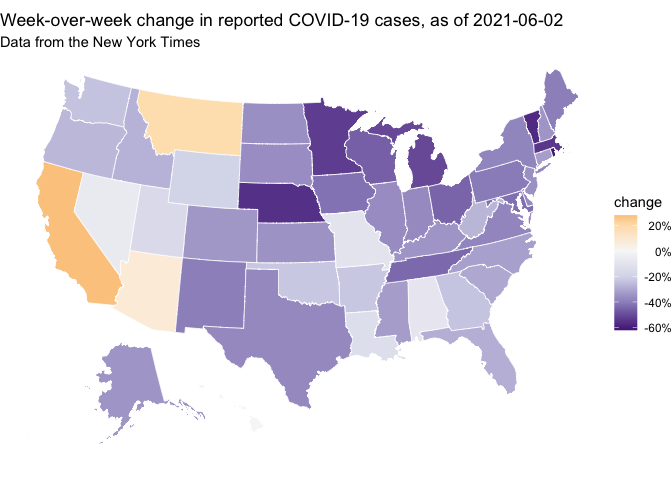 Week-over-week change in reported COVID-19 cases, as of 2021-06-02
Data from the New York Times
change
20%
0%
-20%
-40%
-60%